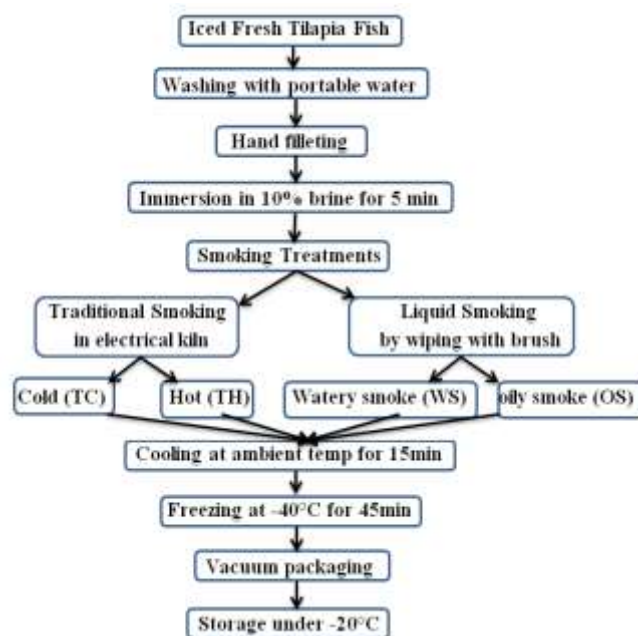 Iced Fresh Tilapia Fish
Washing with portable water
Hand filleting
Immersion in 10% brine for 5 min
Smoking Treatments
Traditional Smoking
in electrical kiln
Liquid Smoking
by wiping with brush
Cold (TC)
Hot (TH)
Watery smoke (WS)
oily smoke (OS)
Cooling at ambient temp for 15min
Freezing at -40°C for 45min
Vacuum packaging
Storage under -20°C